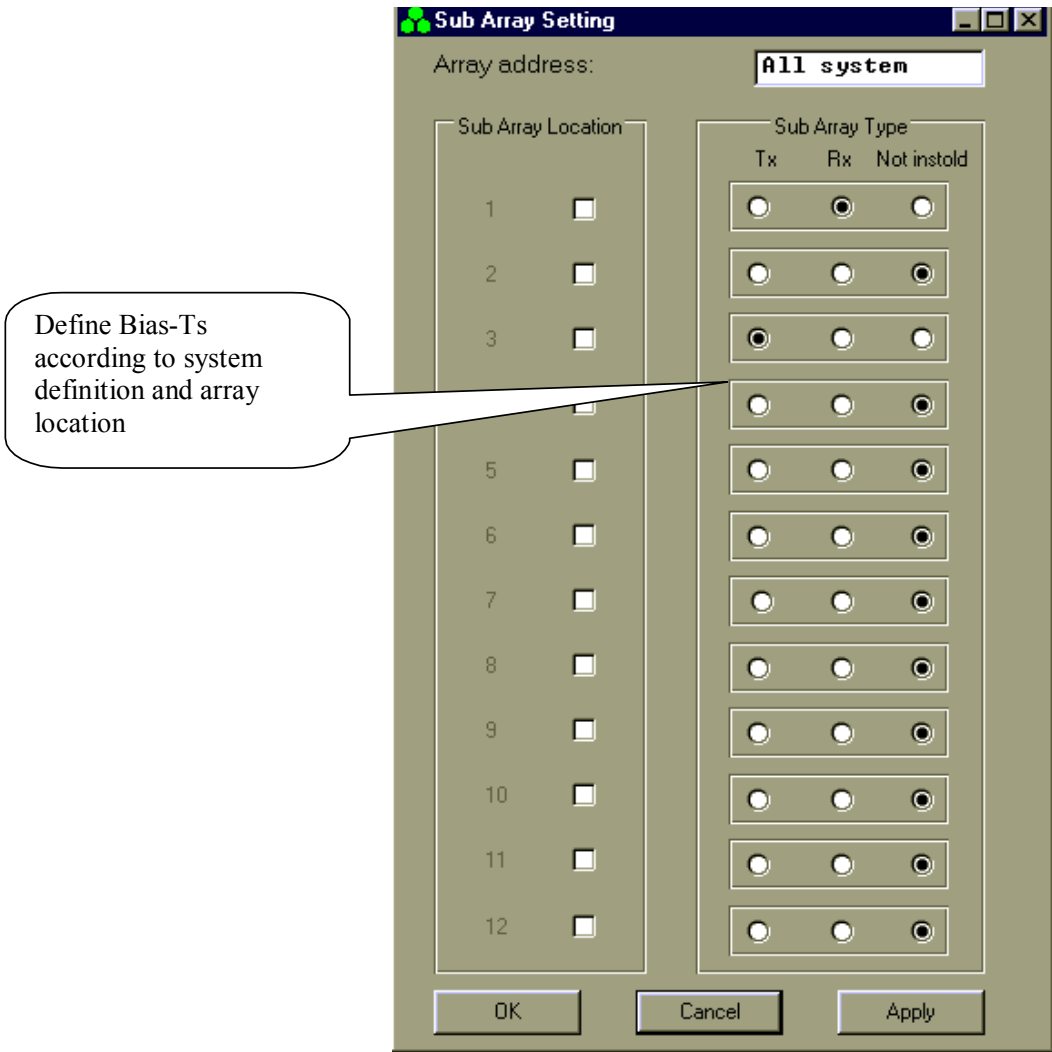 Sub Array Setting
Array address: All system
Sub Array Location Sub Array Type
Tx Rx Not instold
1
2
3
Define Bias-Ts
according to system
definition and array
location
5
6
7
8
9
10
11
12
OK Cancel Apply